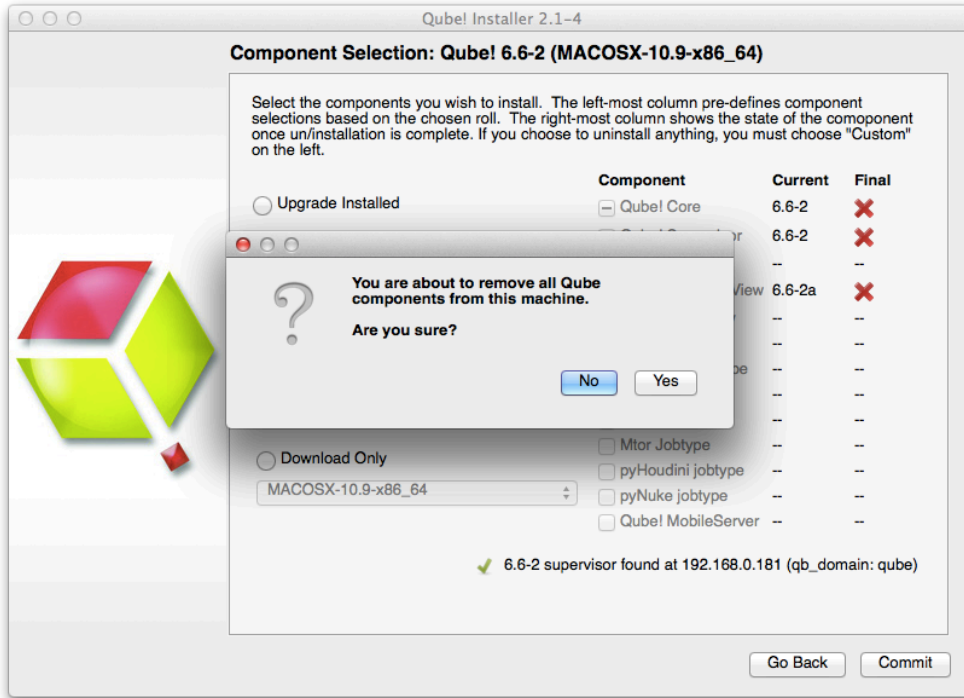 Qube! Installer 2.1-4
Component Selection: Qube! 6.6-2 (MACOSX-10.9-x86_64)
Select the components you wish to install. The left-most column pre-defines component
selections based on the chosen roll. The right-most column shows the state of the comoponent
once un/installation is complete. If you choose to uninstall anything, you must choose "Custom"
on the left.
Component Current Final
Upgrade Installed
Qube! Core 6.6-2
6.6-2
-- --
View 6.6-2a
-- --
-- --
-- --
-- --
-- --
You are about to remove all Qube
components from this machine.
Are you sure?
No Yes
Mtor Jobtype -- --
Download Only
pyHoudini jobtype -- --
MACOSX-10.9-x86_64
pyNuke jobtype -- --
Qube! MobileServer -- --
6.6-2 supervisor found at 192.168.0.181 (qb_domain: qube)
Go Back Commit